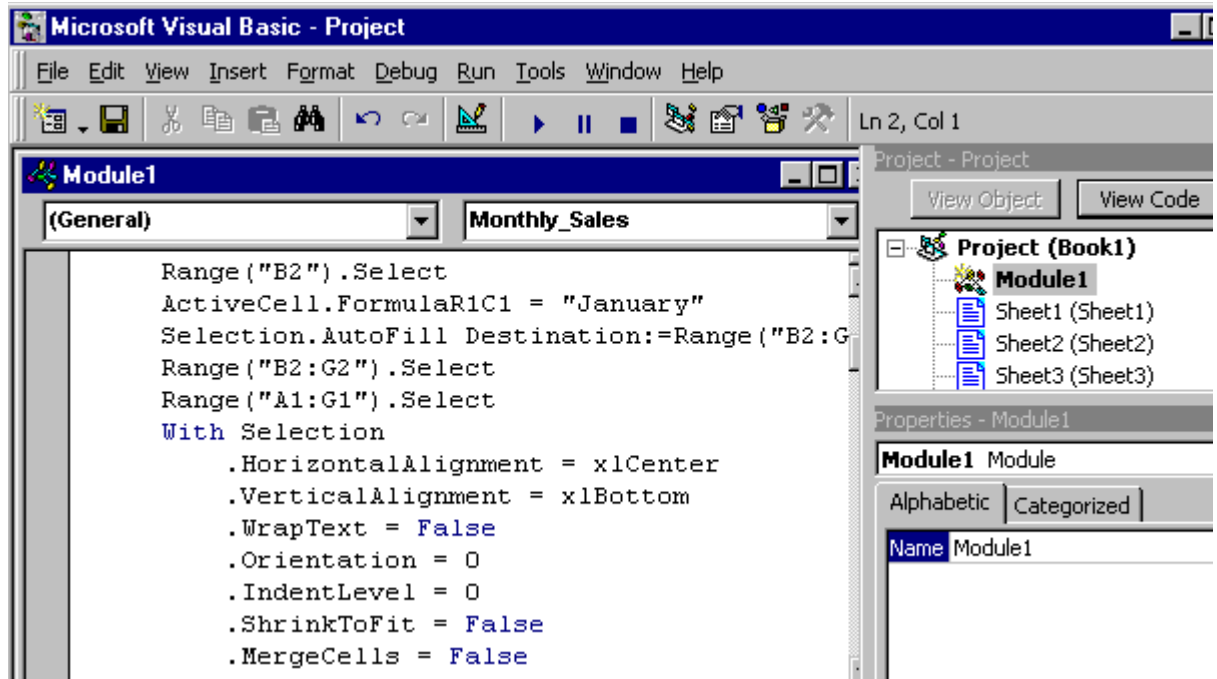 Microsoft Visual Basic - Project
File Edit View Insert Format Debug Run Tools Window Help
Ln 2, Col 1
Module1
(General) Monthly_Sales
Range("B2").Select
ActiveCell.FormulaR1C1 = "January"
Selection.AutoFill Destination:=Range("B2:G
Range("B2:G2").Select
Range("A1:G1").Select
With Selection
.HorizontalAlignment = xlCenter
.VerticalAlignment = xlBottom
.WrapText = False
.Orientation = 0
.IndentLevel = 0
.ShrinkToFit = False
.MergeCells = False
Project - Project
View Object View Code
Project (Book1)
Module1
Sheet1 (Sheet1)
Sheet2 (Sheet2)
Sheet3 (Sheet3)
Properties - Module1
Module1 Module
Alphabetic Categorized
Name Module1